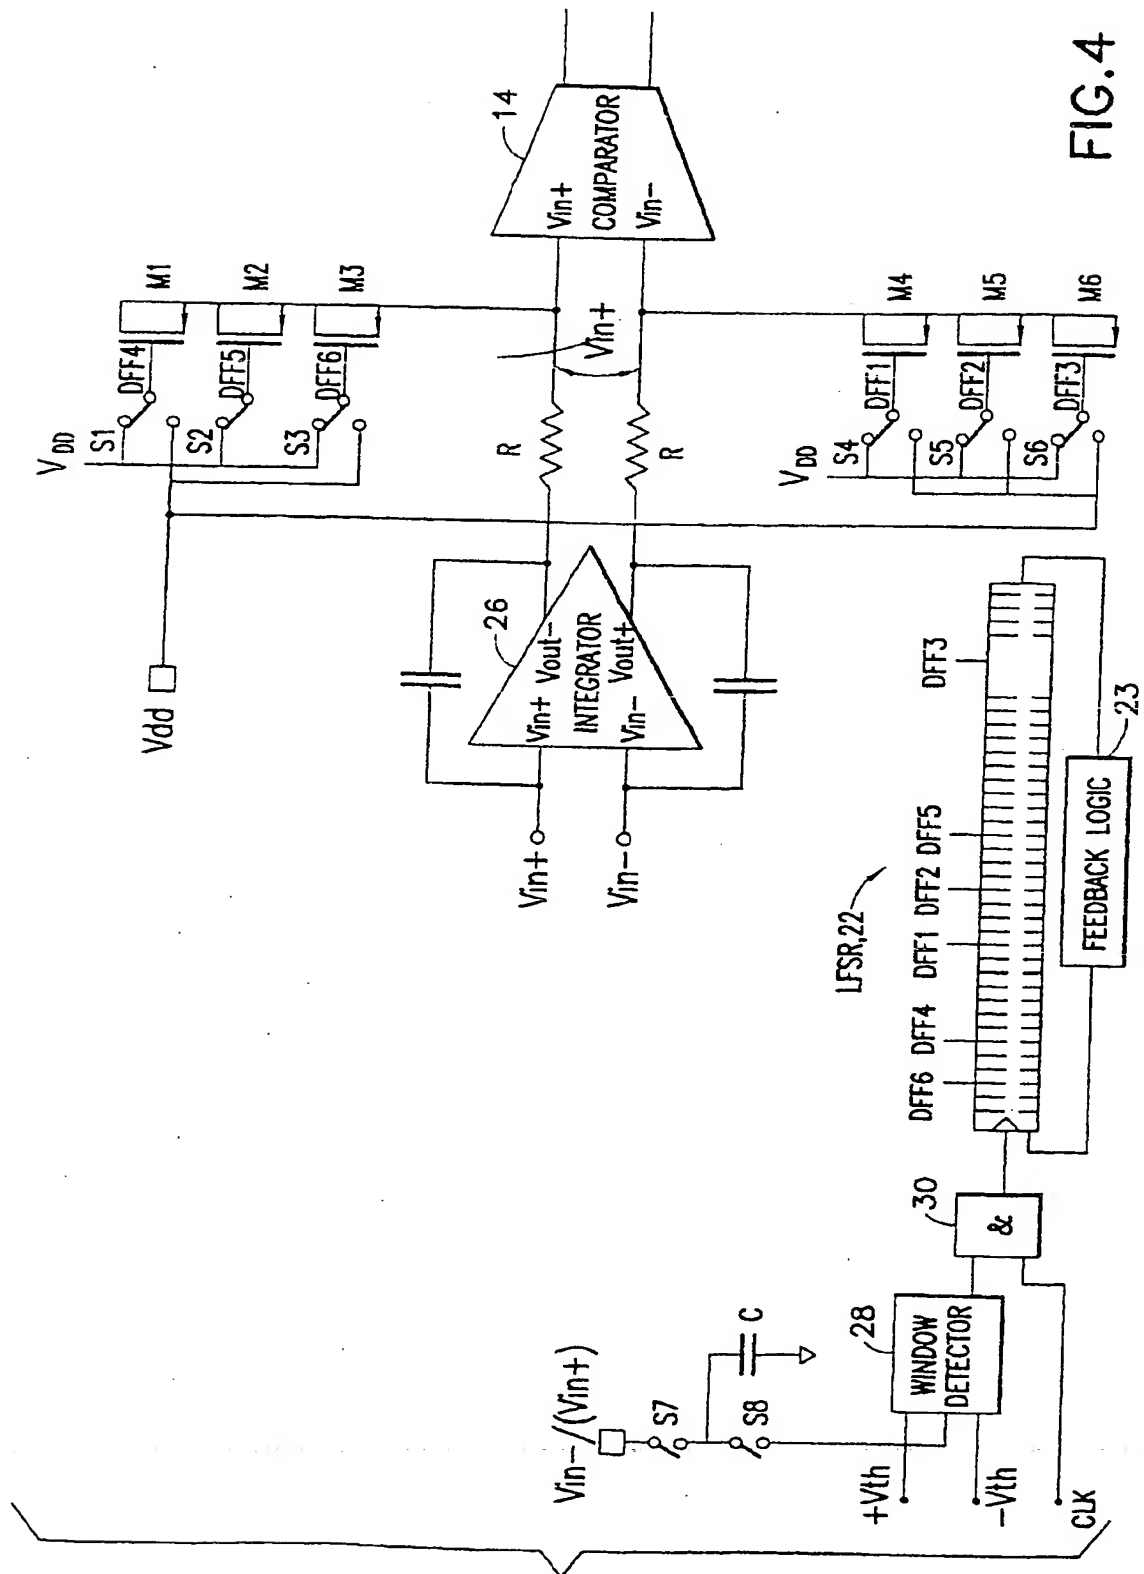 V_DD
S1
DFF4
M1
S2
DFF5
M2
S3
DFF6
M3
Vdd
14
Vin+
COMPARATOR
Vin-
Vin+
R
R
26
Vin+
Vout-
INTEGRATOR
Vin-
Vout+
Vin+
Vin-
V_DD
S4
DFF1
M4
S5
DFF2
M5
S6
DFF3
M6
Vin-/(Vin+)
S7
C
S8
+Vth
-Vth
CLK
28
WINDOW
DETECTOR
30
&
LFSR,22
DFF6
DFF4
DFF1
DFF2
DFF5
DFF3
FEEDBACK LOGIC
23
FIG.4